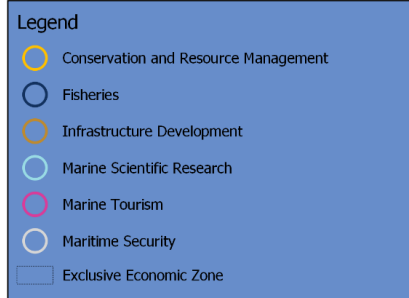 Legend
Conservation and Resource Management
Fisheries
Infrastructure Development
Marine Scientific Research
Marine Tourism
Maritime Security
Exclusive Economic Zone